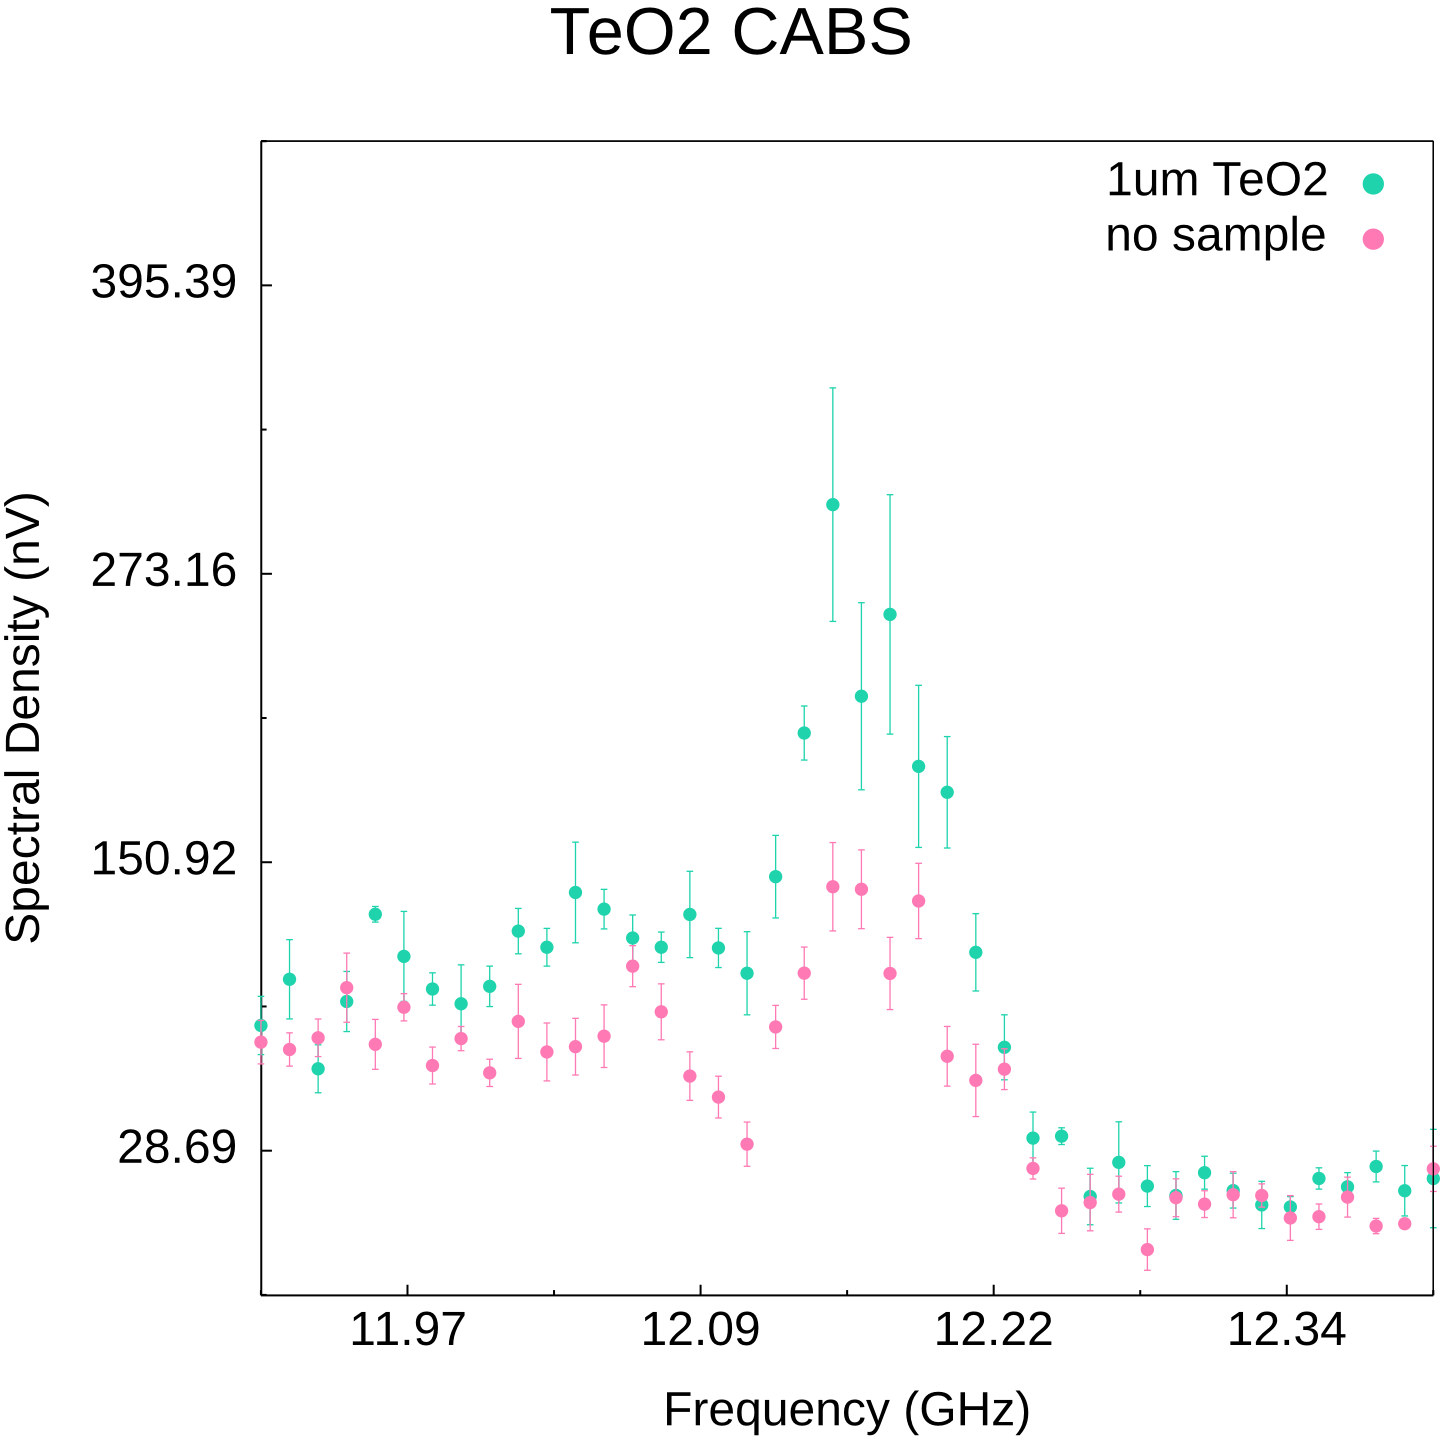 TeO2 CABS
1um TeO2
no sample
395.39
273.16
150.92
28.69
Spectral Density (nV)
11.97 12.09 12.22 12.34
Frequency (GHz)